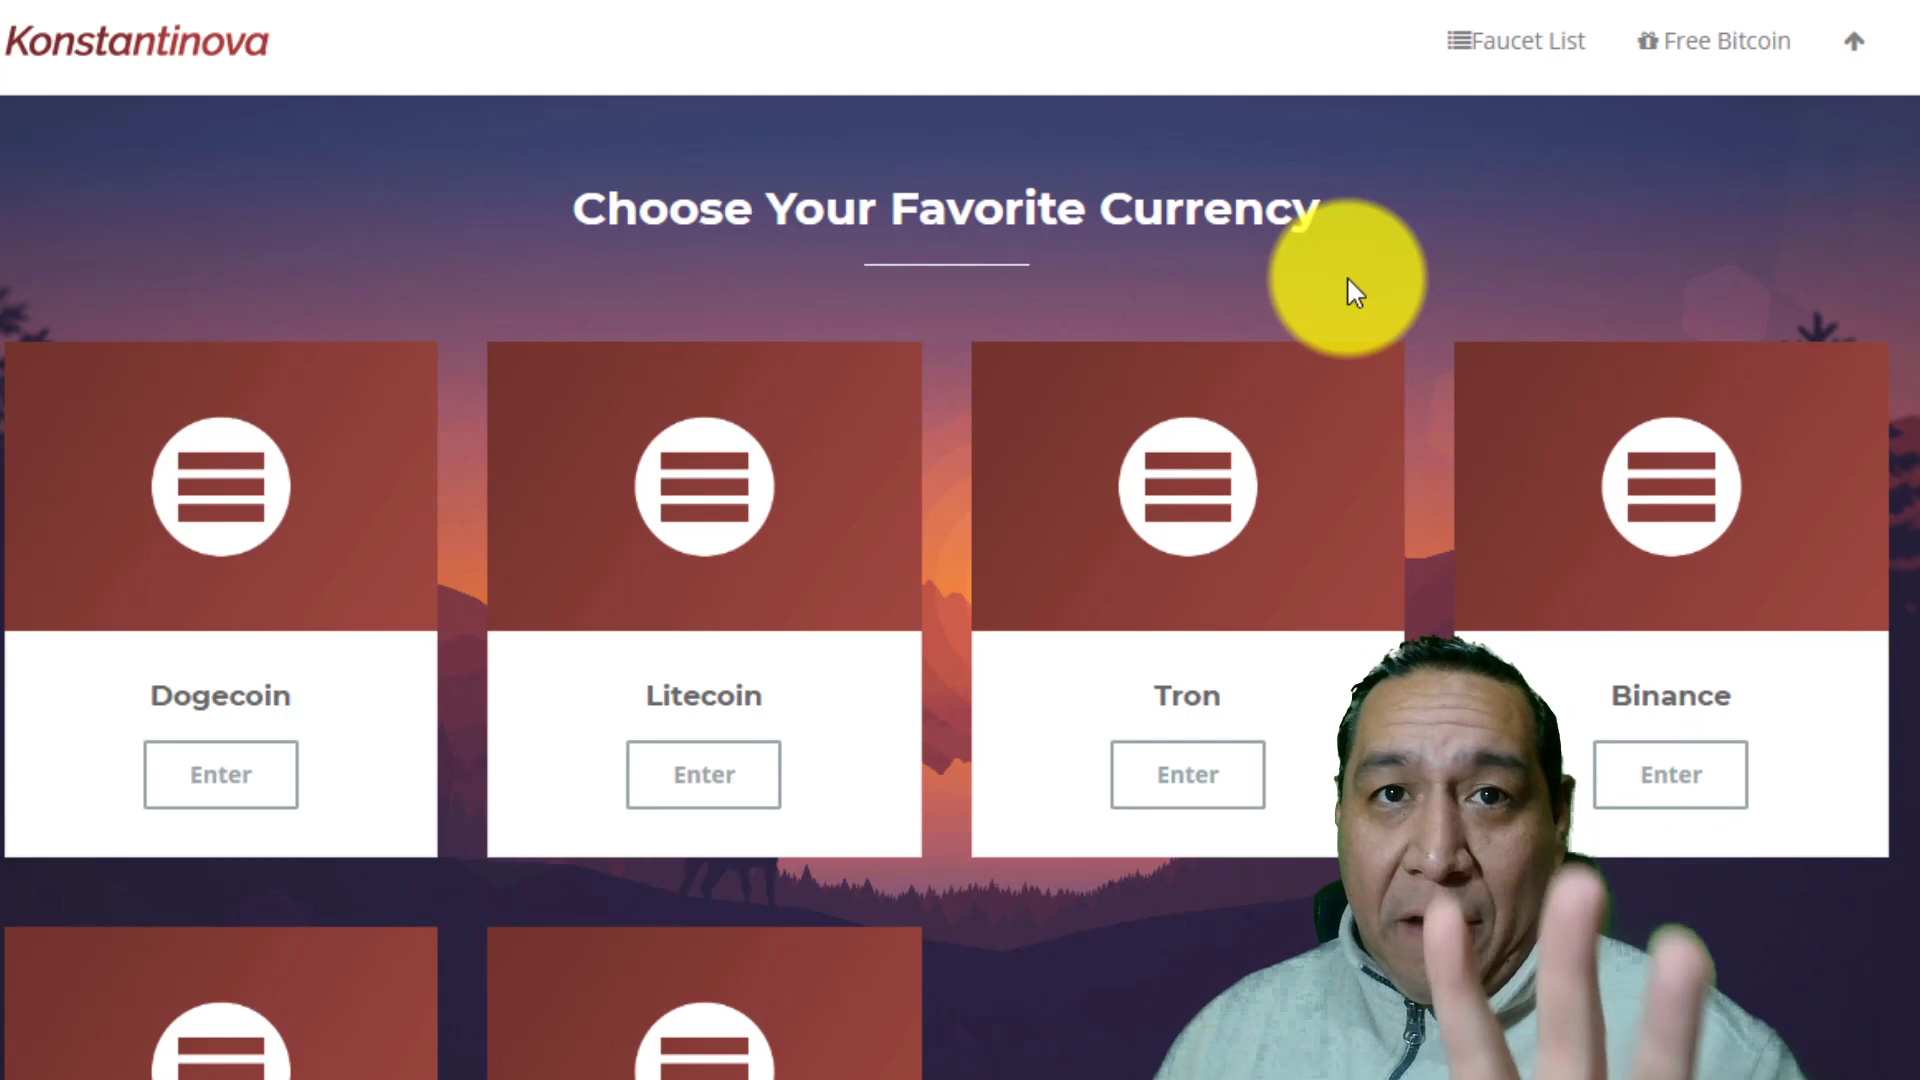 Konstantinova
Faucet List
Free Bitcoin
Choose Your Favorite Currency
Dogecoin
Litecoin
Tron
Binance
Enter
Enter
Enter
Enter